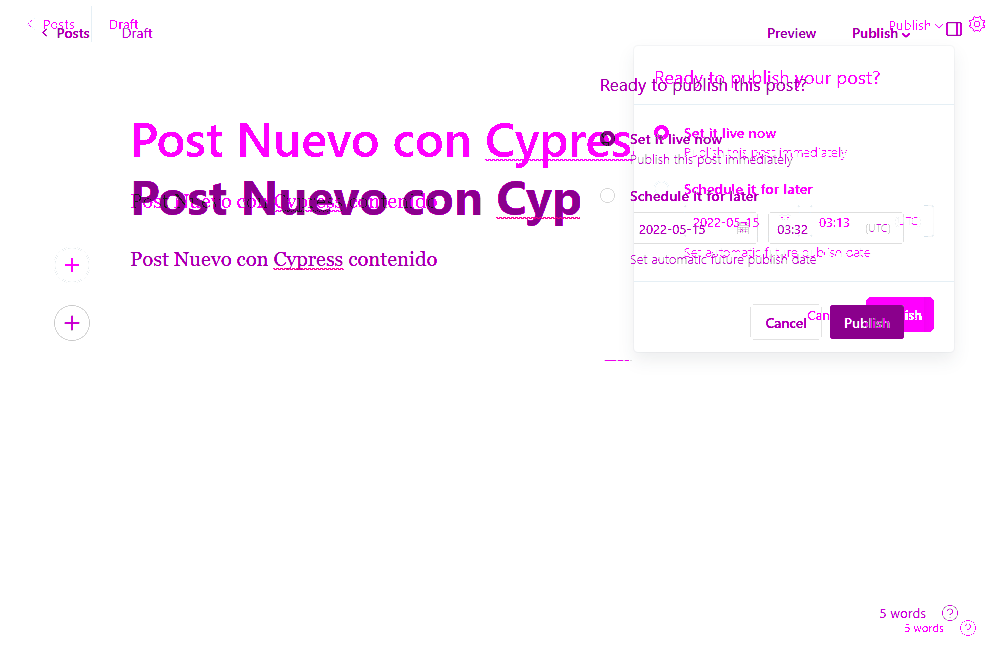 Posts Draft Publish
Posts Draft Preview Publish
Ready to publish your post?
Ready to publish this post?
Post Nuevo con Cypres
Set it live now
Set it live now
Publish this post immediately
Publish this post immediately
Post Nuevo con Cyp
Post Nuevo con Cypress contenido
Schedule it for later
Schedule it for later
2022-05-15 03:13
2022-05-15 03:32 (UTC)
Set automatic future publish date
Set automatic future publish date
Post Nuevo con Cypress contenido
Cancel Publish
5 words
5 words